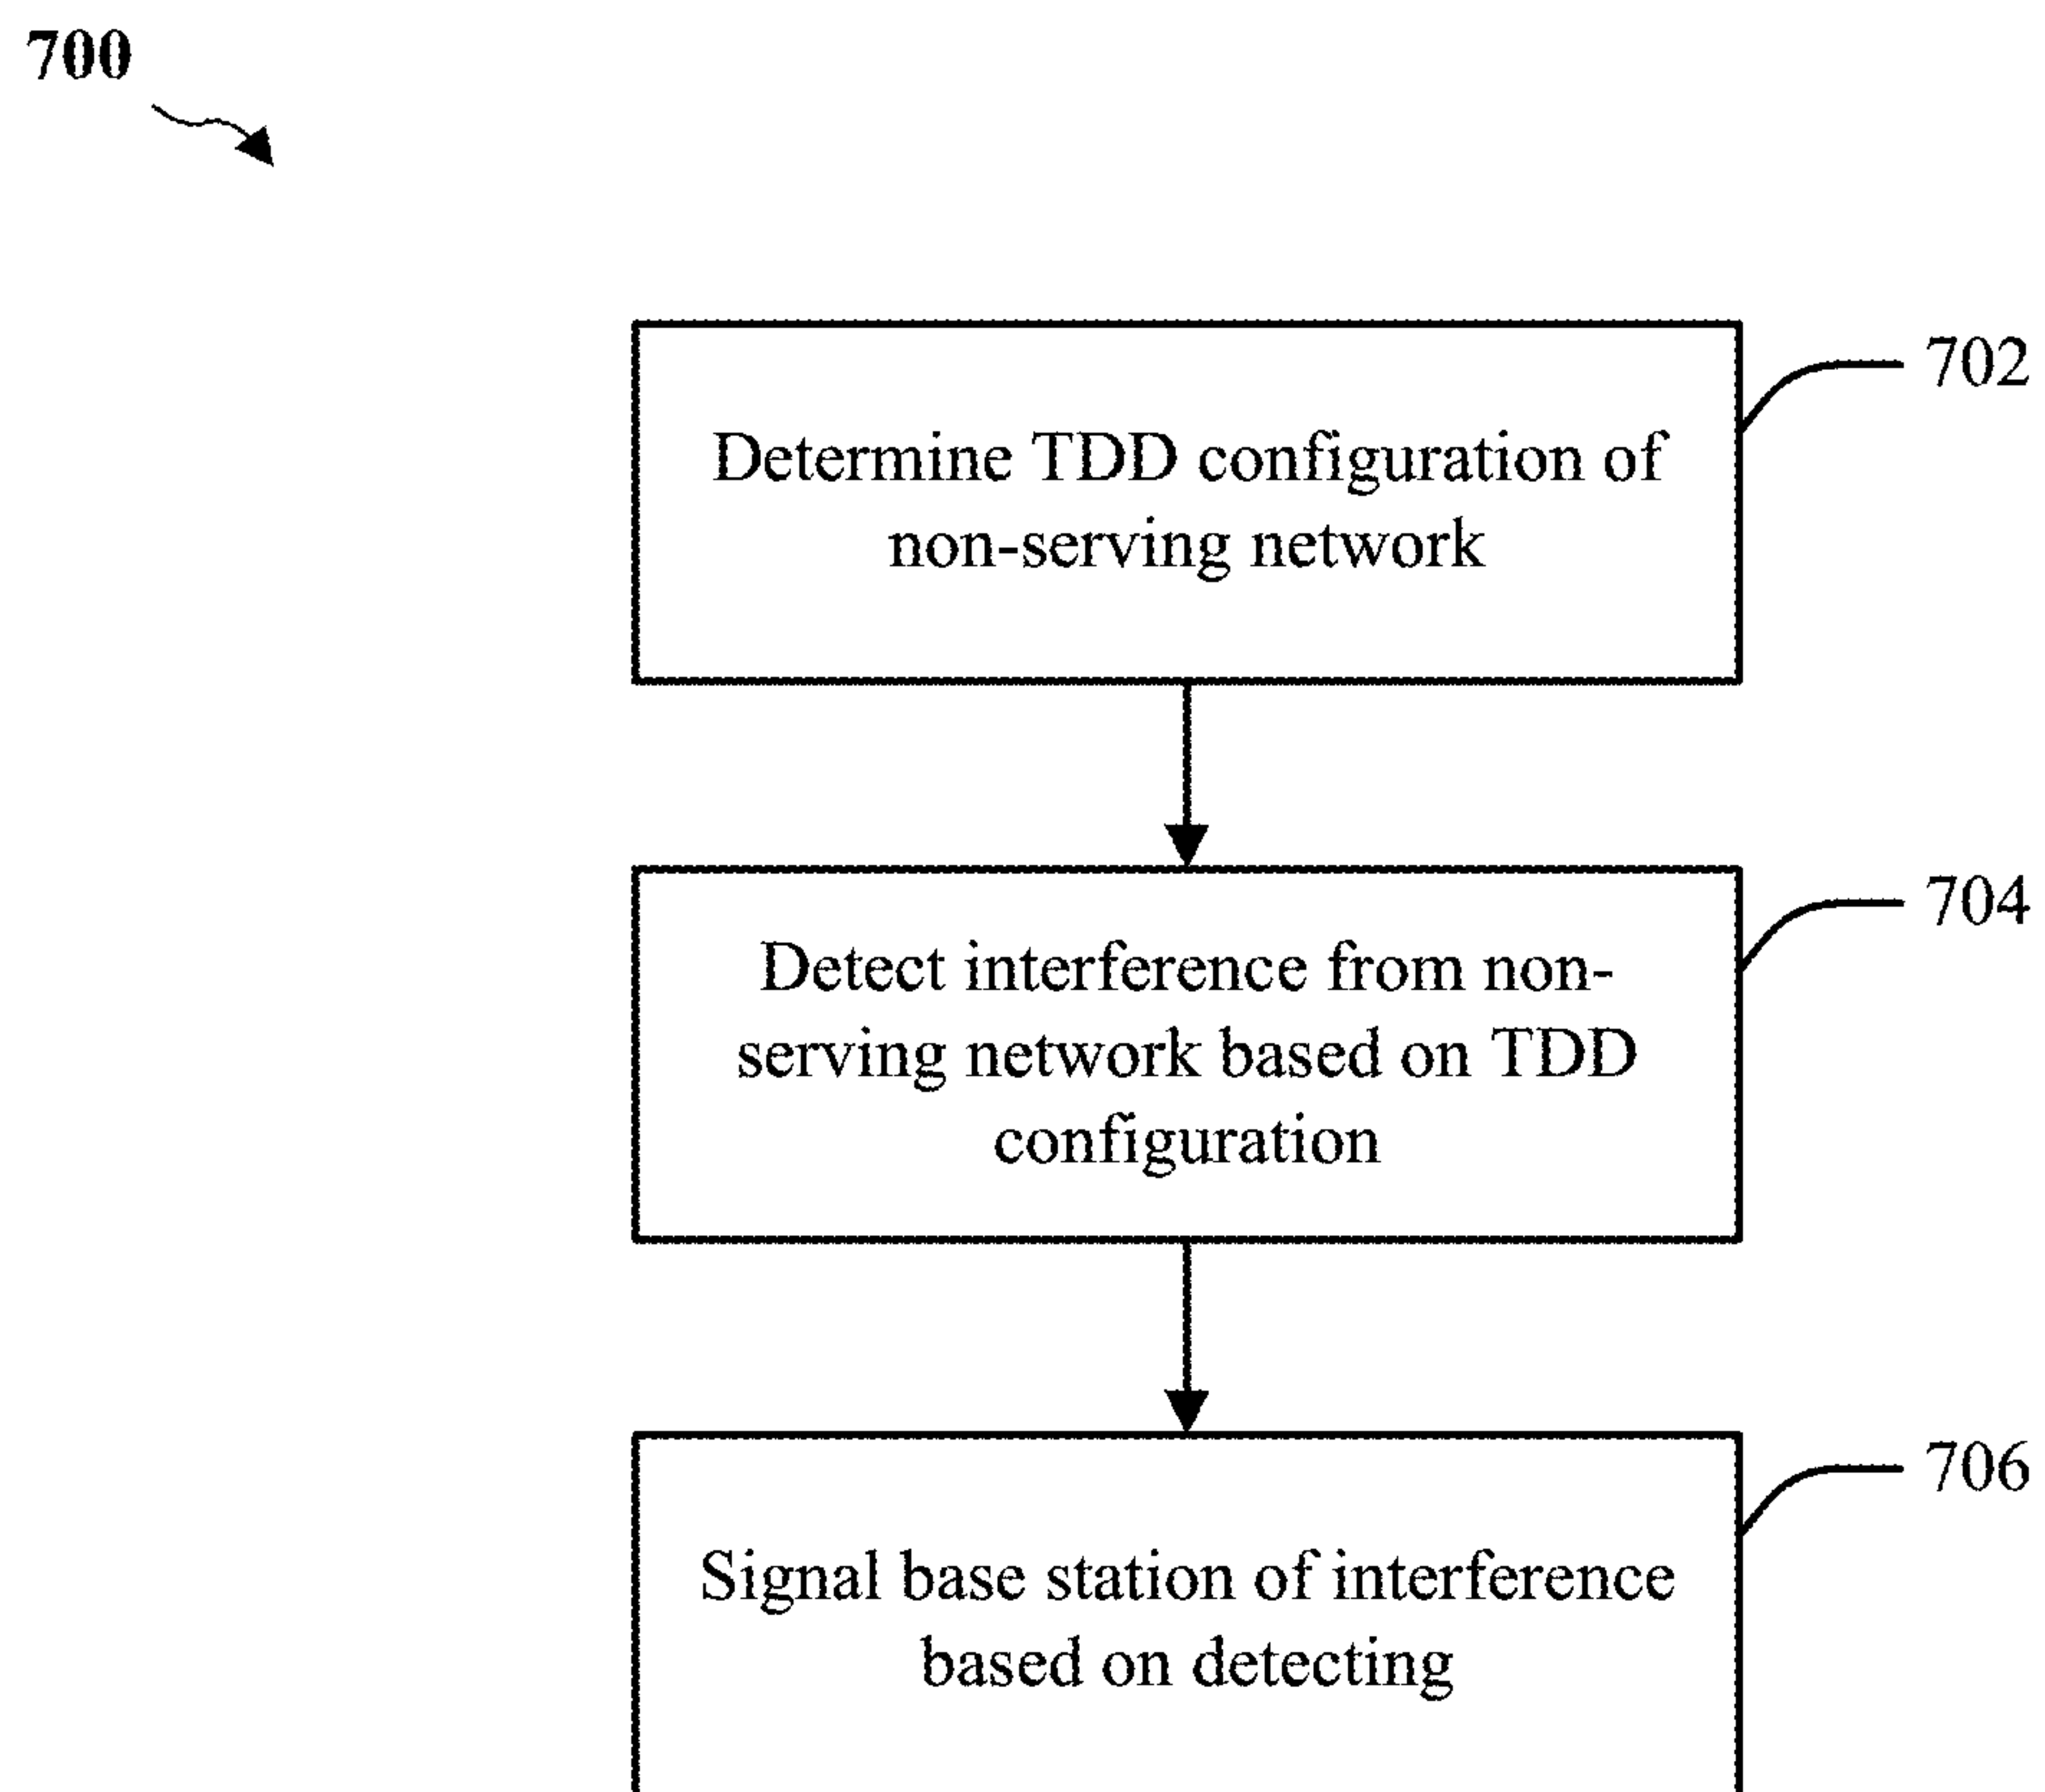 700
702
Determine TDD configuration of
non-serving network
704
Detect interference from non-
serving network based on TDD
configuration
706
Signal base station of interference
based on detecting